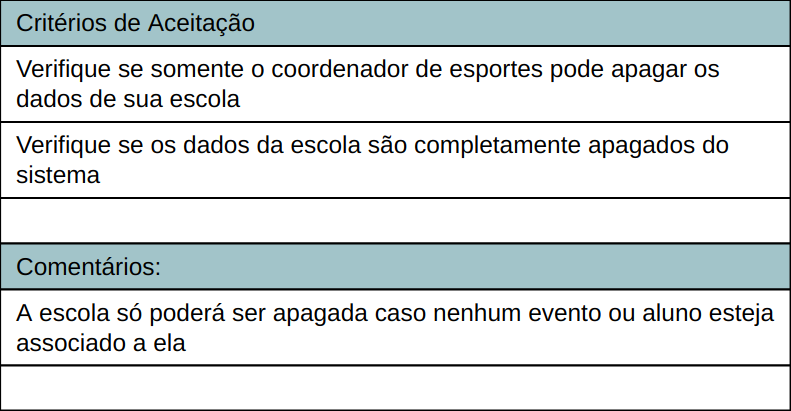 Critérios de Aceitação
Verifique se somente o coordenador de esportes pode apagar os
dados de sua escola
Verifique se os dados da escola são completamente apagados do
sistema
Comentários:
A escola só poderá ser apagada caso nenhum evento ou aluno esteja
associado a ela